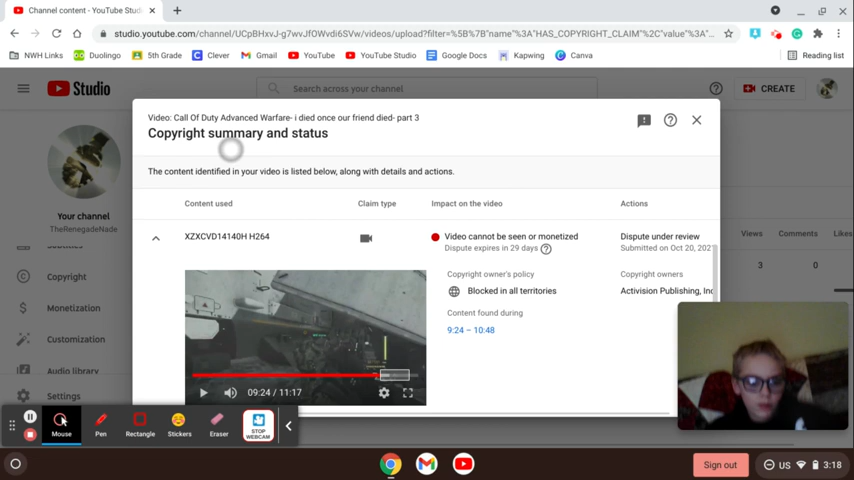 Channel content - YouTube Stud
studio.youtube.com/channel/UCpBHxvJ-g7wvJfOWvdi6SVw/videos/upload?filter=%5B%7B"name"%3A"HAS_COPYRIGHT_CLAIM"%2C"value"%3A"...
NWH Links
Duolingo
5th Grade
Clever
Gmail
YouTube
YouTube Studio
Google Docs
Kapwing
Canva
Reading list
Studio
Search across your channel
CREATE
Video: Call Of Duty Advanced Warfare- i died once our friend died- part 3
Copyright summary and status
The content identified in your video is listed below, along with details and actions.
Content used
Claim type
Impact on the video
Actions
XZXCVD14140H H264
Video cannot be seen or monetized
Dispute expires in 29 days
Dispute under review
Submitted on Oct 20, 202
Copyright owner's policy
Blocked in all territories
Copyright owners
Activision Publishing, Inc
Content found during
9:24 – 10:48
09:24 / 11:17
Your channel
TheRenegadeNade
Copyright
Monetization
Customization
Audio library
Settings
Views
Comments
Likes
3
0
Mouse
Pen
Rectangle
Stickers
Eraser
STOP
WEBCAM
Sign out
US
3:18